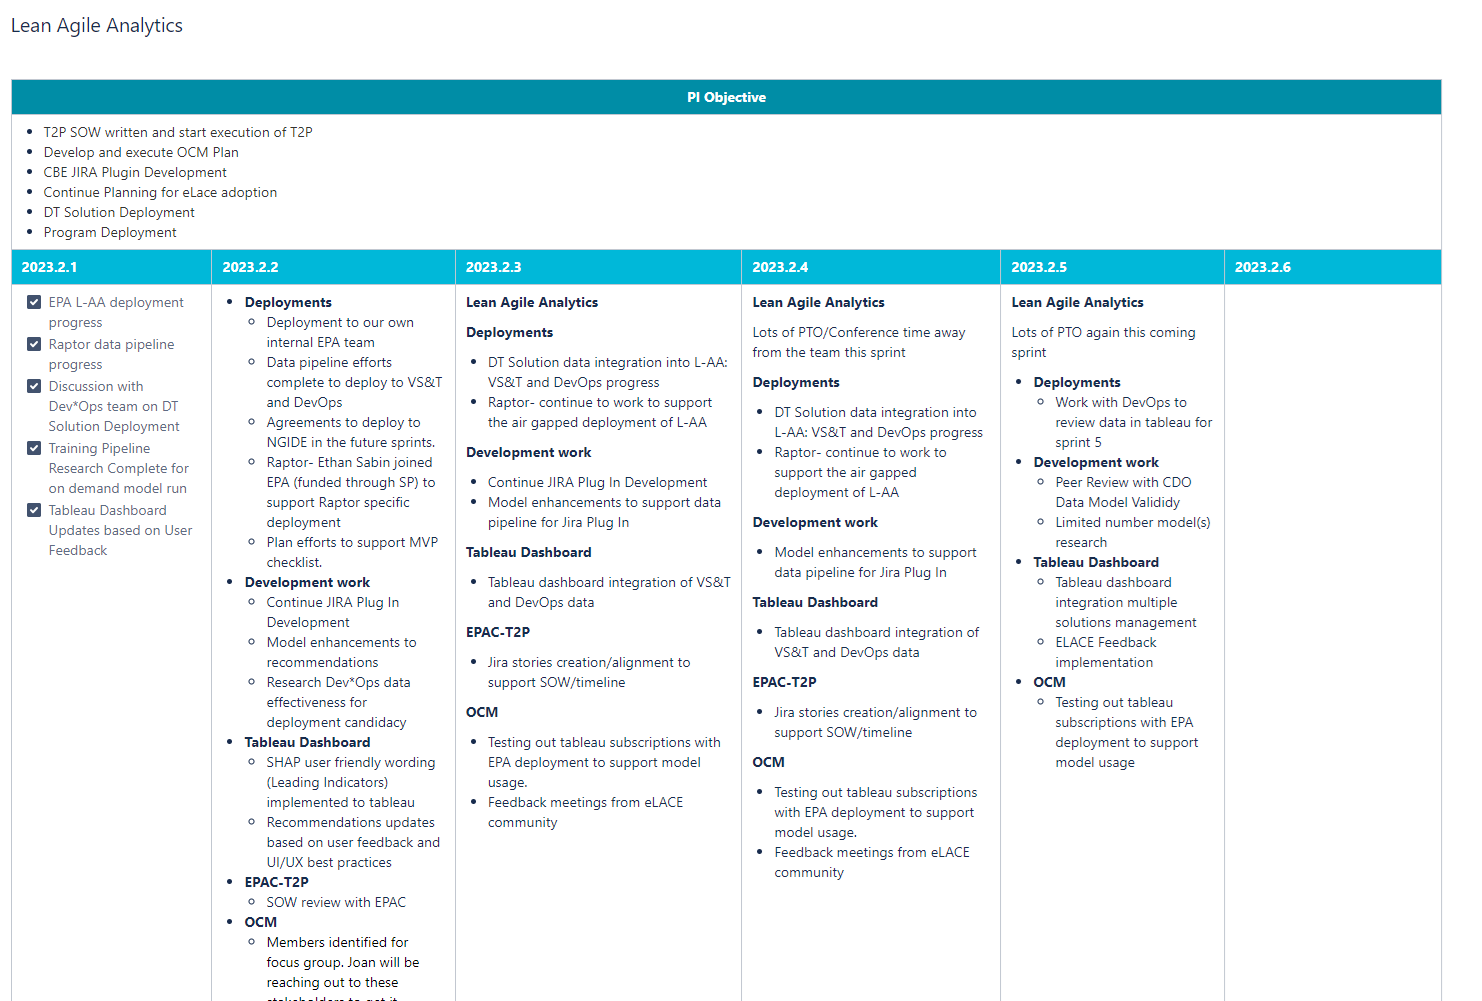 Lean Agile Analytics
PI Objective
T2P SOW written and start execution of T2P
Develop and execute OCM Plan
CBE JIRA Plugin Development
Continue Planning for eLace adoption
DT Solution Deployment
Program Deployment
2023.2.1
2023.2.2
2023.2.3
2023.2.4
2023.2.5
2023.2.6
EPA L-AA deployment
progress
Raptor data pipeline
progress
Discussion with
Dev*Ops team on DT
Solution Deployment
Training Pipeline
Research Complete for
on demand model run
Tableau Dashboard
Updates based on User
Feedback
Deployments
Deployment to our own
internal EPA team
Data pipeline efforts
complete to deploy to VS&T
and DevOps
Agreements to deploy to
NGIDE in the future sprints.
Raptor- Ethan Sabin joined
EPA (funded through SP) to
support Raptor specific
deployment
Plan efforts to support MVP
checklist.
Development work
Continue JIRA Plug In
Development
Model enhancements to
recommendations
Research Dev*Ops data
effectiveness for
deployment candidacy
Tableau Dashboard
SHAP user friendly wording
(Leading Indicators)
implemented to tableau
Recommendations updates
based on user feedback and
UI/UX best practices
EPAC-T2P
SOW review with EPAC
OCM
Members identified for
focus group. Joan will be
reaching out to these
Lean Agile Analytics
Deployments
DT Solution data integration into L-AA:
VS&T and DevOps progress
Raptor- continue to work to support
the air gapped deployment of L-AA
Development work
Continue JIRA Plug In Development
Model enhancements to support data
pipeline for Jira Plug In
Tableau Dashboard
Tableau dashboard integration of VS&T
and DevOps data
EPAC-T2P
Jira stories creation/alignment to
support SOW/timeline
OCM
Testing out tableau subscriptions with
EPA deployment to support model
usage.
Feedback meetings from eLACE
community
Lean Agile Analytics
Lots of PTO/Conference time away
from the team this sprint
Deployments
DT Solution data integration into
L-AA: VS&T and DevOps progress
Raptor- continue to work to
support the air gapped
deployment of L-AA
Development work
Model enhancements to support
data pipeline for Jira Plug In
Tableau Dashboard
Tableau dashboard integration of
VS&T and DevOps data
EPAC-T2P
Jira stories creation/alignment to
support SOW/timeline
OCM
Testing out tableau subscriptions
with EPA deployment to support
model usage.
Feedback meetings from eLACE
community
Lean Agile Analytics
Lots of PTO again this coming
sprint
Deployments
Work with DevOps to
review data in tableau for
sprint 5
Development work
Peer Review with CDO
Data Model Valididy
Limited number model(s)
research
Tableau Dashboard
Tableau dashboard
integration multiple
solutions management
ELACE Feedback
implementation
OCM
Testing out tableau
subscriptions with EPA
deployment to support
model usage